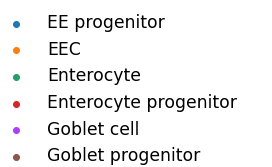 EE progenitor
EEC
Enterocyte
Enterocyte progenitor
Goblet cell
Goblet progenitor